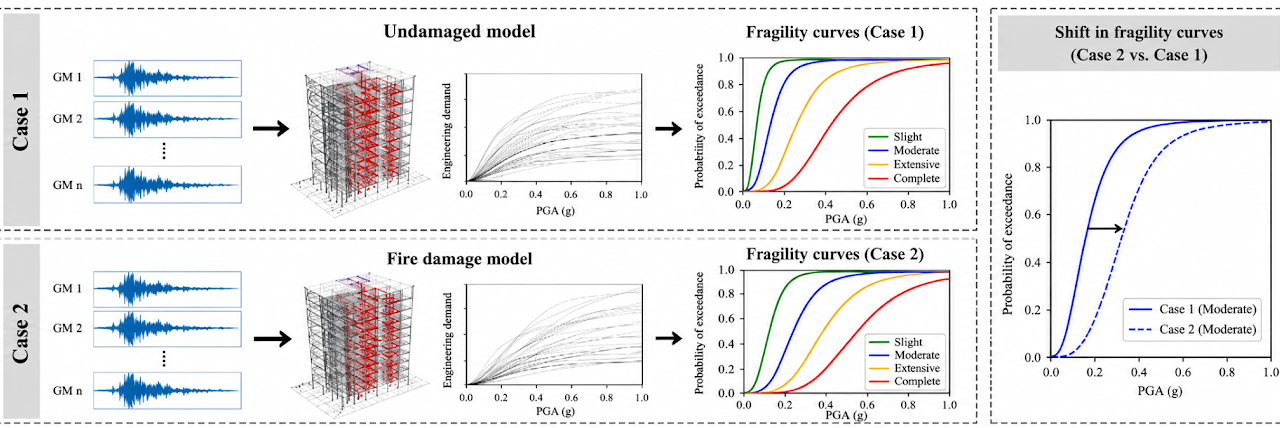 Case 1
GM 1
GM 2
GM n
Undamaged model
Engineering demand
0.0 0.2 0.4 0.6 0.8 1.0
PGA (g)
Fragility curves (Case 1)
Probability of exceedance
1.0
0.8
0.6
0.4
0.2
0.0
Slight
Moderate
Extensive
Complete
0.0 0.2 0.4 0.6 0.8 1.0
PGA (g)
Case 2
GM 1
GM 2
GM n
Fire damage model
Engineering demand
0.0 0.2 0.4 0.6 0.8 1.0
PGA (g)
Fragility curves (Case 2)
Probability of exceedance
1.0
0.8
0.6
0.4
0.2
0.0
Slight
Moderate
Extensive
Complete
0.0 0.2 0.4 0.6 0.8 1.0
PGA (g)
Shift in fragility curves
(Case 2 vs. Case 1)
Probability of exceedance
1.0
0.8
0.6
0.4
0.2
0.0
Case 1 (Moderate)
Case 2 (Moderate)
0.0 0.2 0.4 0.6 0.8 1.0
PGA (g)